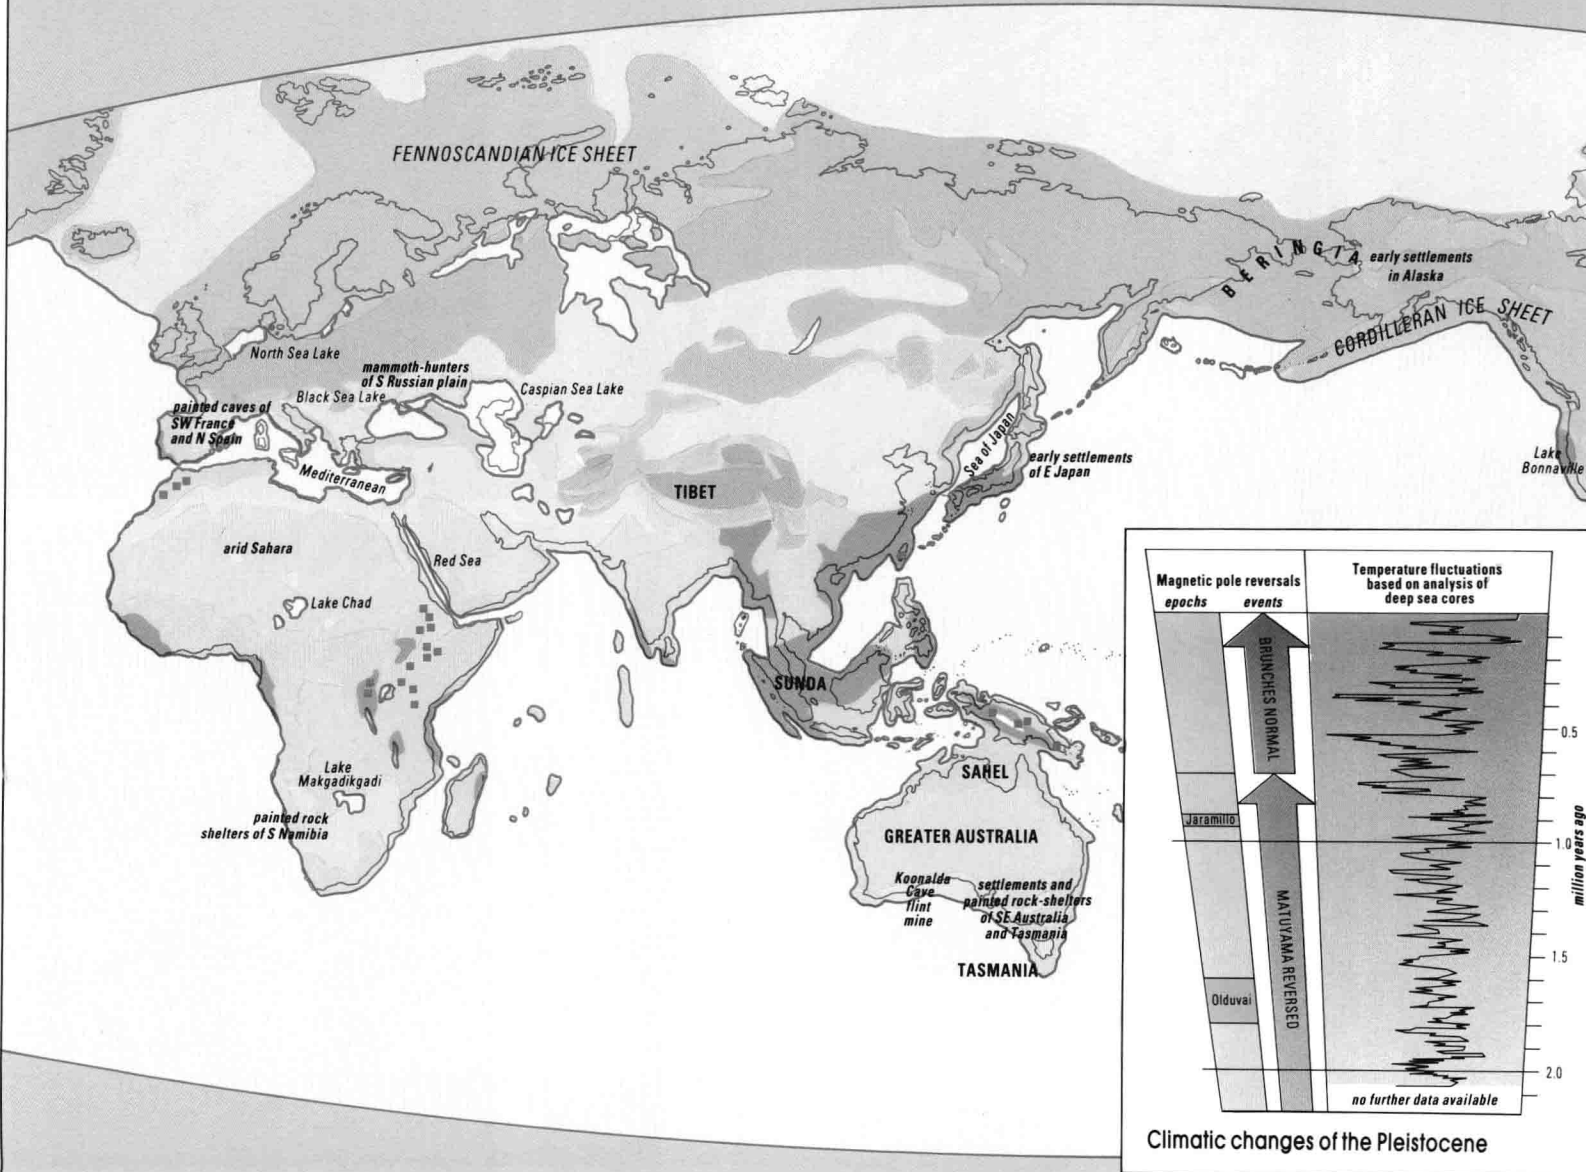 FENNOSCANDIAN ICE SHEET
BERINGIA
early settlements
in Alaska
CORDILLERAN ICE SHEET
North Sea Lake
mammoth-hunters
of S Russian plain
Black Sea Lake
Caspian Sea Lake
painted caves of
SW France
and N Spain
Mediterranean
Sea of Japan
early settlements
of E Japan
Lake
Bonnaville
TIBET
arid Sahara
Red Sea
Lake Chad
SUNDA
Lake
Makgadikgadi
painted rock
shelters of S Namibia
SAHEL
GREATER AUSTRALIA
Koonalda
Cave
flint
mine
settlements and
painted rock-shelters
of SE Australia
and Tasmania
TASMANIA
Magnetic pole reversals
epochs events
Temperature fluctuations
based on analysis of
deep sea cores
BRUNCHES NORMAL
MATUYAMA REVERSED
Jaramillo
Olduvai
0.5
1.0
1.5
2.0
million years ago
no further data available
Climatic changes of the Pleistocene